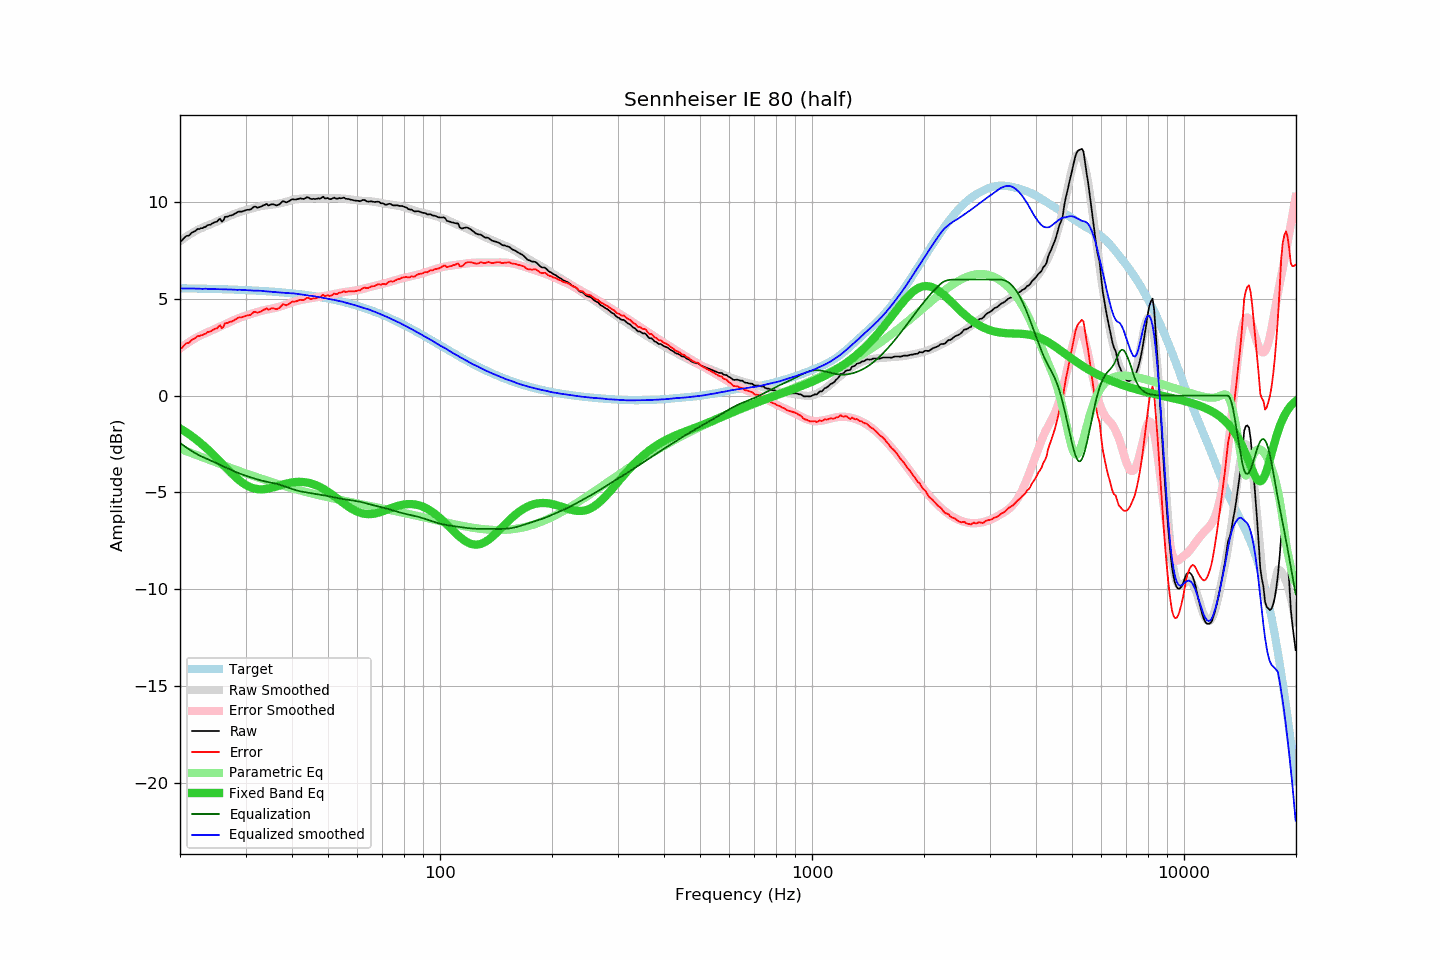 Sennheiser IE 80 (half)
10
5
0
−5
−10
−15
−20
Amplitude (dBr)
Target
Raw Smoothed
Error Smoothed
Raw
Error
Parametric Eq
Fixed Band Eq
Equalization
Equalized smoothed
100
1000
10000
Frequency (Hz)